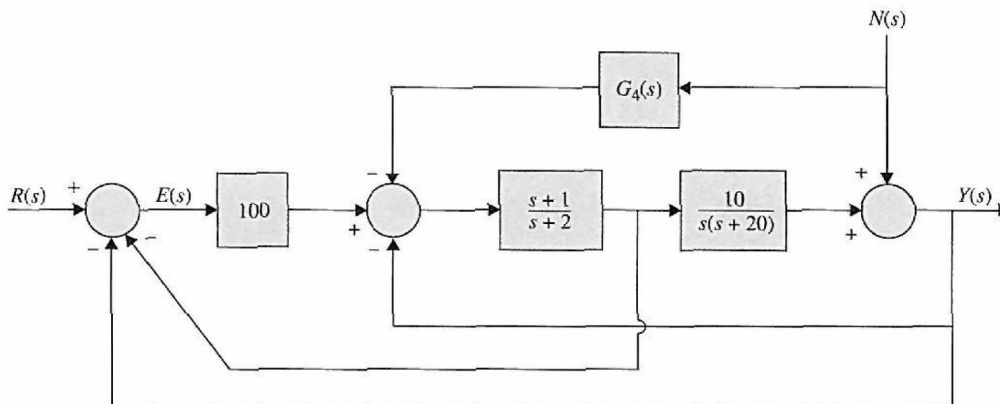 N(s)
G₄(s)
−
R(s)
+
E(s)
100
+
−
s + 1
s + 2
10
s(s + 20)
+
+
Y(s)
−
−